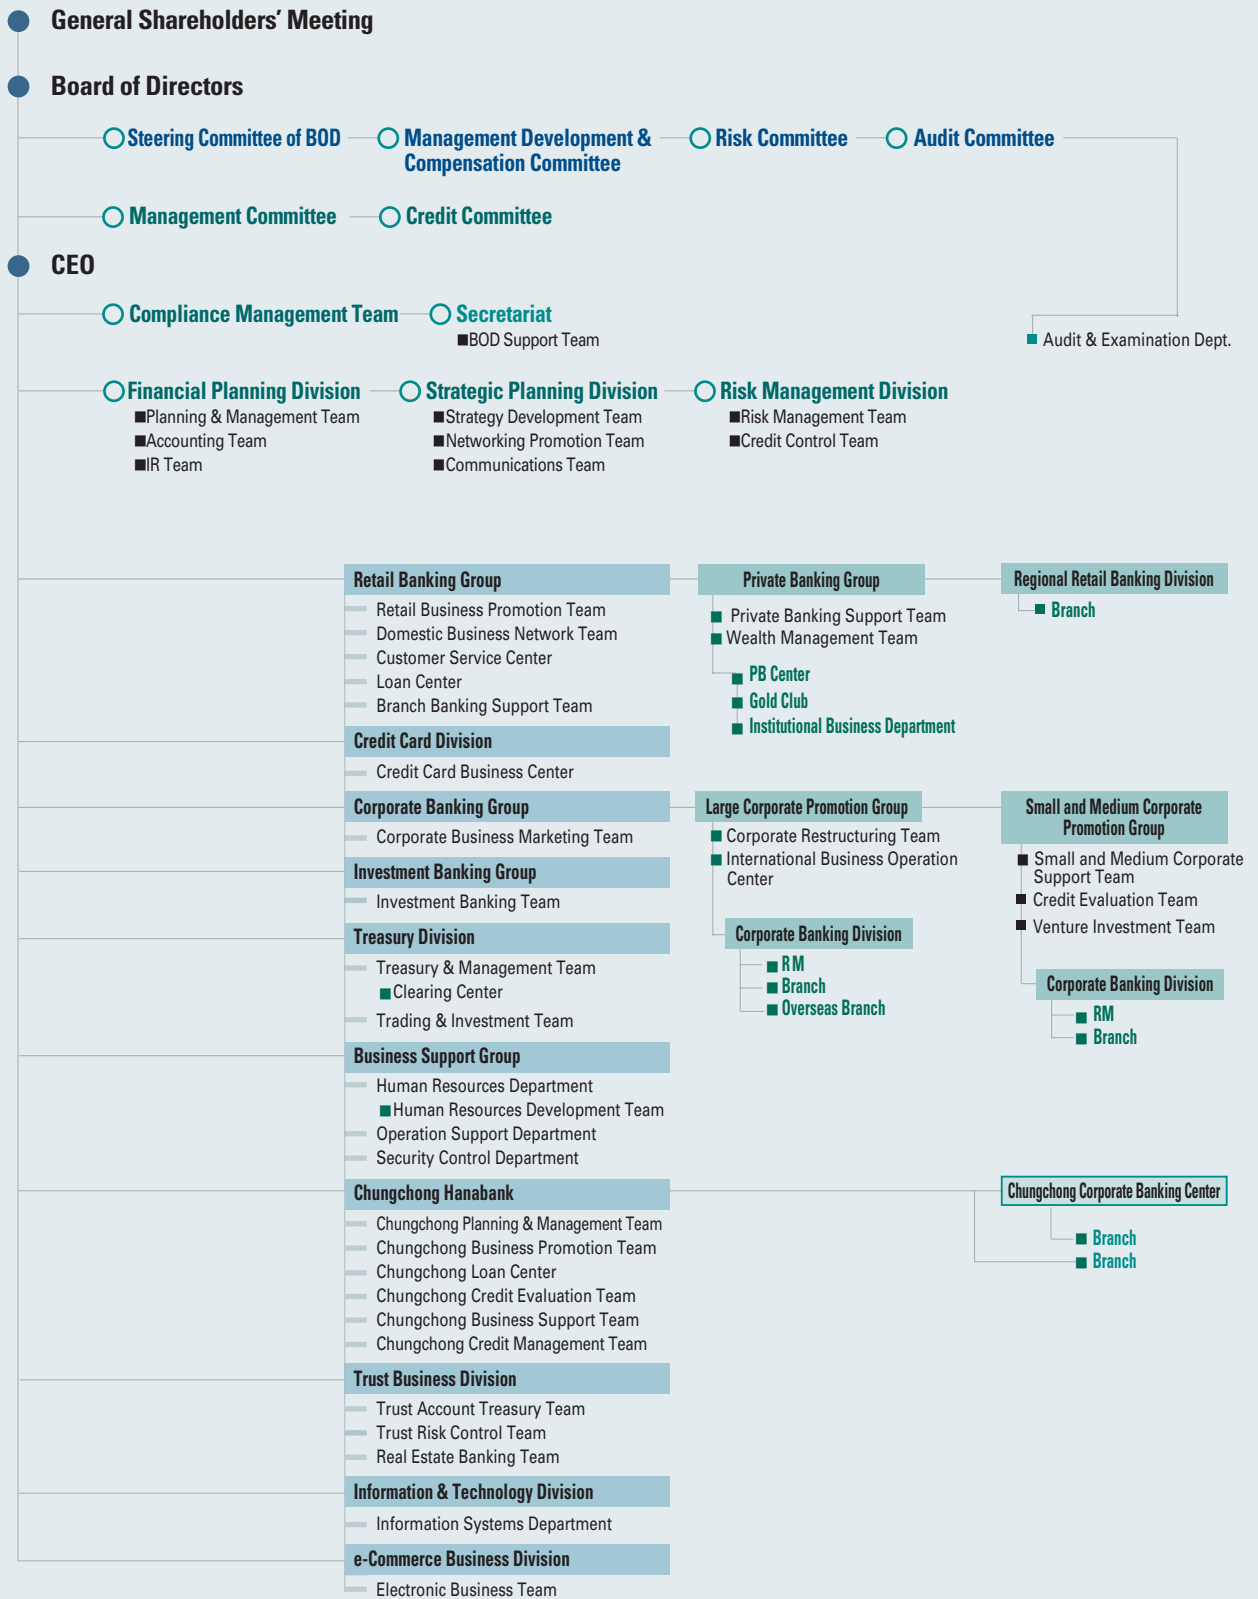 General Shareholders’ Meeting
Board of Directors
Steering Committee of BOD
Management Development &
Compensation Committee
Risk Committee
Audit Committee
Management Committee
Credit Committee
CEO
Compliance Management Team
Secretariat
BOD Support Team
Audit & Examination Dept.
Financial Planning Division
Planning & Management Team
Accounting Team
IR Team
Strategic Planning Division
Strategy Development Team
Networking Promotion Team
Communications Team
Risk Management Division
Risk Management Team
Credit Control Team
Retail Banking Group
Retail Business Promotion Team
Domestic Business Network Team
Customer Service Center
Loan Center
Branch Banking Support Team
Private Banking Group
Private Banking Support Team
Wealth Management Team
PB Center
Gold Club
Institutional Business Department
Regional Retail Banking Division
Branch
Credit Card Division
Credit Card Business Center
Corporate Banking Group
Corporate Business Marketing Team
Large Corporate Promotion Group
Corporate Restructuring Team
International Business Operation
Center
Corporate Banking Division
RM
Branch
Overseas Branch
Small and Medium Corporate
Promotion Group
Small and Medium Corporate
Support Team
Credit Evaluation Team
Venture Investment Team
Corporate Banking Division
RM
Branch
Investment Banking Group
Investment Banking Team
Treasury Division
Treasury & Management Team
Clearing Center
Trading & Investment Team
Business Support Group
Human Resources Department
Human Resources Development Team
Operation Support Department
Security Control Department
Chungchong Hanabank
Chungchong Planning & Management Team
Chungchong Business Promotion Team
Chungchong Loan Center
Chungchong Credit Evaluation Team
Chungchong Business Support Team
Chungchong Credit Management Team
Chungchong Corporate Banking Center
Branch
Branch
Trust Business Division
Trust Account Treasury Team
Trust Risk Control Team
Real Estate Banking Team
Information & Technology Division
Information Systems Department
e-Commerce Business Division
Electronic Business Team